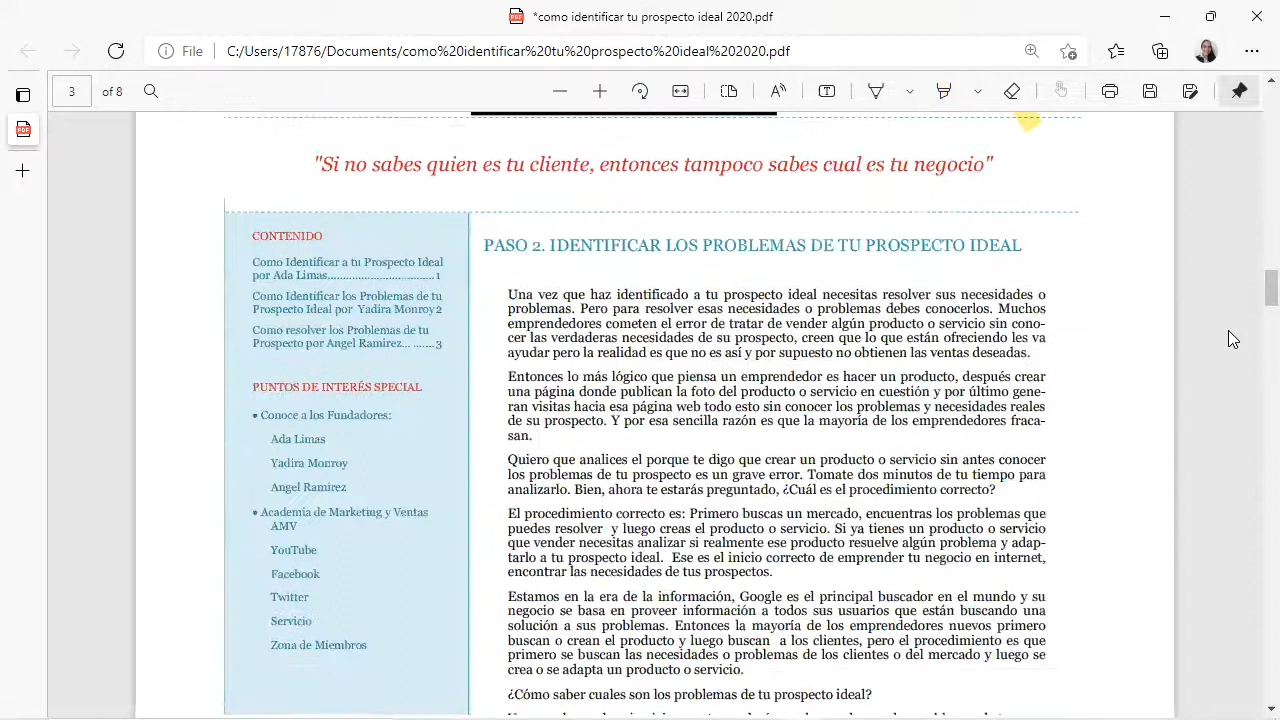 *como identificar tu prospecto ideal 2020.pdf
File
C:/Users/17876/Documents/como%20identificar%20tu%20prospecto%20ideal%202020.pdf
3 of 8
"Si no sabes quien es tu cliente, entonces tampoco sabes cual es tu negocio"
CONTENIDO
Como Identificar a tu Prospecto Ideal
por Ada Limas..................................1
Como Identificar los Problemas de tu
Prospecto Ideal por Yadira Monroy2
Como resolver los Problemas de tu
Prospecto por Angel Ramirez... .......3
PUNTOS DE INTERÉS SPECIAL
• Conoce a los Fundadores:
Ada Limas
Yadira Monroy
Angel Ramirez
• Academia de Marketing y Ventas
AMV
YouTube
Facebook
Twitter
Servicio
Zona de Miembros
PASO 2. IDENTIFICAR LOS PROBLEMAS DE TU PROSPECTO IDEAL
Una vez que haz identificado a tu prospecto ideal necesitas resolver sus necesidades o
problemas. Pero para resolver esas necesidades o problemas debes conocerlos. Muchos
emprendedores cometen el error de tratar de vender algún producto o servicio sin cono-
cer las verdaderas necesidades de su prospecto, creen que lo que están ofreciendo les va
ayudar pero la realidad es que no es así y por supuesto no obtienen las ventas deseadas.
Entonces lo más lógico que piensa un emprendedor es hacer un producto, después crear
una página donde publican la foto del producto o servicio en cuestión y por último gene-
ran visitas hacia esa página web todo esto sin conocer los problemas y necesidades reales
de su prospecto. Y por esa sencilla razón es que la mayoría de los emprendedores fraca-
san.
Quiero que analices el porque te digo que crear un producto o servicio sin antes conocer
los problemas de tu prospecto es un grave error. Tomate dos minutos de tu tiempo para
analizarlo. Bien, ahora te estarás preguntado, ¿Cuál es el procedimiento correcto?
El procedimiento correcto es: Primero buscas un mercado, encuentras los problemas que
puedes resolver y luego creas el producto o servicio. Si ya tienes un producto o servicio
que vender necesitas analizar si realmente ese producto resuelve algún problema y adap-
tarlo a tu prospecto ideal. Ese es el inicio correcto de emprender tu negocio en internet,
encontrar las necesidades de tus prospectos.
Estamos en la era de la información, Google es el principal buscador en el mundo y su
negocio se basa en proveer información a todos sus usuarios que están buscando una
solución a sus problemas. Entonces la mayoría de los emprendedores nuevos primero
buscan o crean el producto y luego buscan a los clientes, pero el procedimiento es que
primero se buscan las necesidades o problemas de los clientes o del mercado y luego se
crea o se adapta un producto o servicio.
¿Cómo saber cuales son los problemas de tu prospecto ideal?